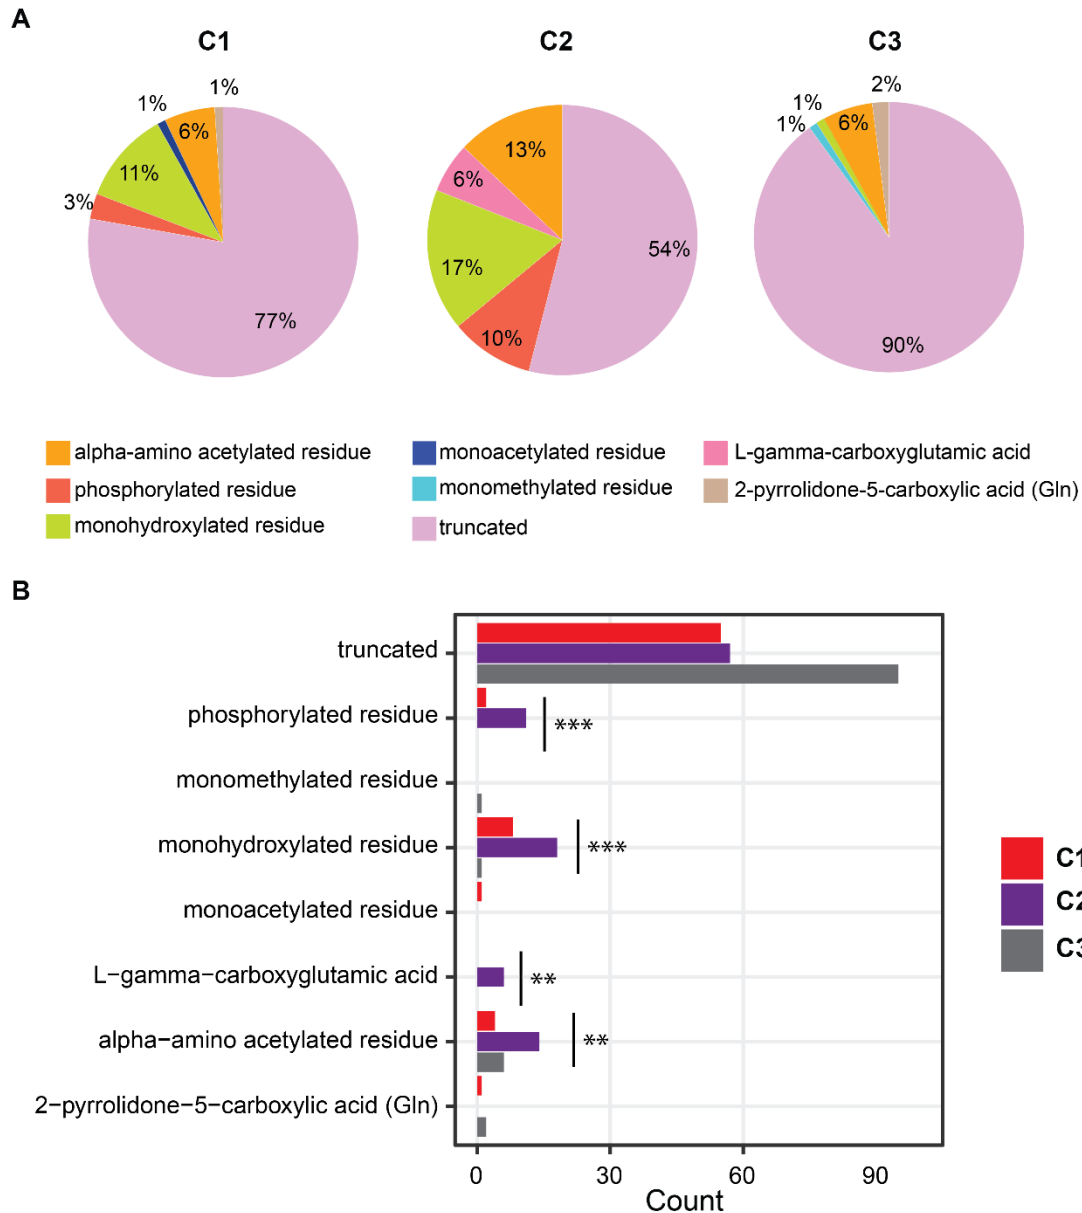 A
C1
C2
C3
1%
1%
6%
11%
3%
77%
13%
6%
17%
10%
54%
2%
1%
1%
6%
90%
alpha-amino acetylated residue
monoacetylated residue
L-gamma-carboxyglutamic acid
phosphorylated residue
monomethylated residue
2-pyrrolidone-5-carboxylic acid (Gln)
monohydroxylated residue
truncated
B
truncated
phosphorylated residue
***
monomethylated residue
monohydroxylated residue
***
monoacetylated residue
L−gamma−carboxyglutamic acid
**
alpha−amino acetylated residue
**
2−pyrrolidone−5−carboxylic acid (Gln)
C1
C2
C3
0
30
60
90
Count